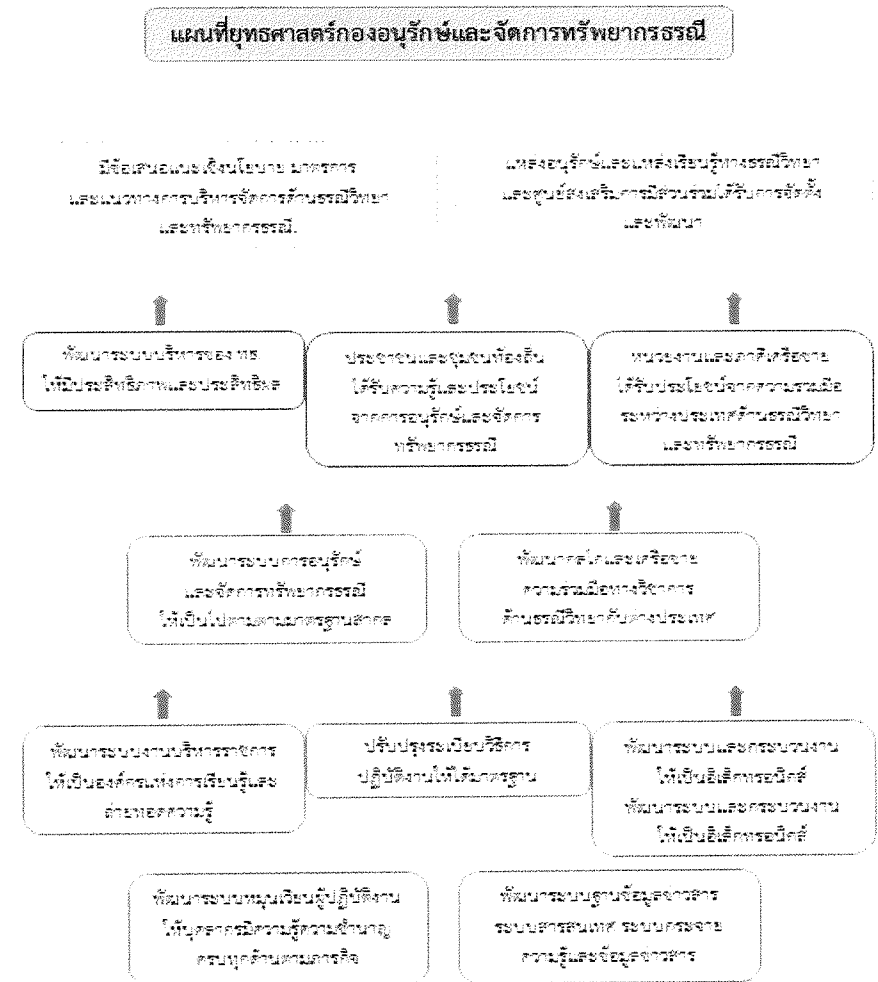 แผนที่ยุทธศาสตร์กองอนุรักษ์และจัดการทรัพยากรธรณี
มีข้อเสนอแนะเชิงนโยบาย มาตรการ
และแนวทางการบริหารจัดการด้านธรณีวิทยา
และทรัพยากรธรณี.
แหล่งอนุรักษ์และแหล่งเรียนรู้ทางธรณีวิทยา
และศูนย์ส่งเสริมการมีส่วนร่วมได้รับการจัดตั้ง
และพัฒนา
พัฒนาระบบบริหารของ ทธ.
ให้มีประสิทธิภาพและประสิทธิผล
ประชาชนและชุมชนท้องถิ่น
ได้รับความรู้และประโยชน์
จากการอนุรักษ์และจัดการ
ทรัพยากรธรณี
หน่วยงานและภาคีเครือข่าย
ได้รับประโยชน์จากความร่วมมือ
ระหว่างประเทศด้านธรณีวิทยา
และทรัพยากรธรณี
พัฒนาระบบการอนุรักษ์
และจัดการทรัพยากรธรณี
ให้เป็นไปตามตามมาตรฐานสากล
พัฒนากลไกและเครือข่าย
ความร่วมมือทางวิชาการ
ด้านธรณีวิทยากับต่างประเทศ
พัฒนาระบบงานบริหารราชการ
ให้เป็นองค์กรแห่งการเรียนรู้และ
ถ่ายทอดความรู้
ปรับปรุงระเบียบวิธีการ
ปฏิบัติงานให้ได้มาตรฐาน
พัฒนาระบบและกระบวนงาน
ให้เป็นอิเล็กทรอนิกส์
พัฒนาระบบและกระบวนงาน
ให้เป็นอิเล็กทรอนิกส์
พัฒนาระบบหมุนเวียนผู้ปฏิบัติงาน
ให้บุคลากรมีความรู้ความชำนาญ
ครบทุกด้านตามภารกิจ
พัฒนาระบบฐานข้อมูลข่าวสาร
ระบบสารสนเทศ ระบบกระจาย
ความรู้และข้อมูลข่าวสาร